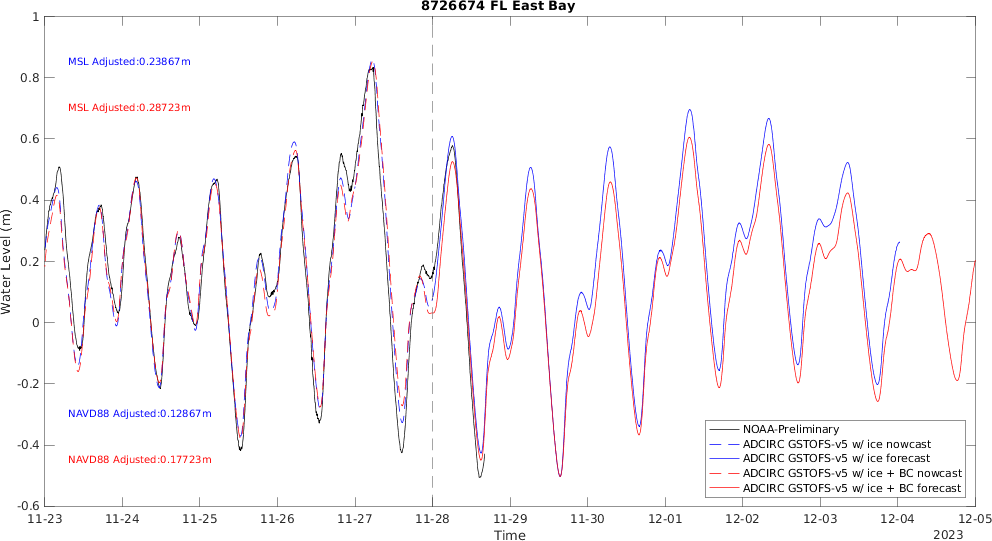 8726674 FL East Bay
Water Level (m)
1
0.8
0.6
0.4
0.2
0
-0.2
-0.4
-0.6
MSL Adjusted:0.23867m
MSL Adjusted:0.28723m
NAVD88 Adjusted:0.12867m
NAVD88 Adjusted:0.17723m
NOAA-Preliminary
ADCIRC GSTOFS-v5 w/ ice nowcast
ADCIRC GSTOFS-v5 w/ ice forecast
ADCIRC GSTOFS-v5 w/ ice + BC nowcast
ADCIRC GSTOFS-v5 w/ ice + BC forecast
11-23 11-24 11-25 11-26 11-27 11-28 11-29 11-30 12-01 12-02 12-03 12-04 12-05
Time
2023